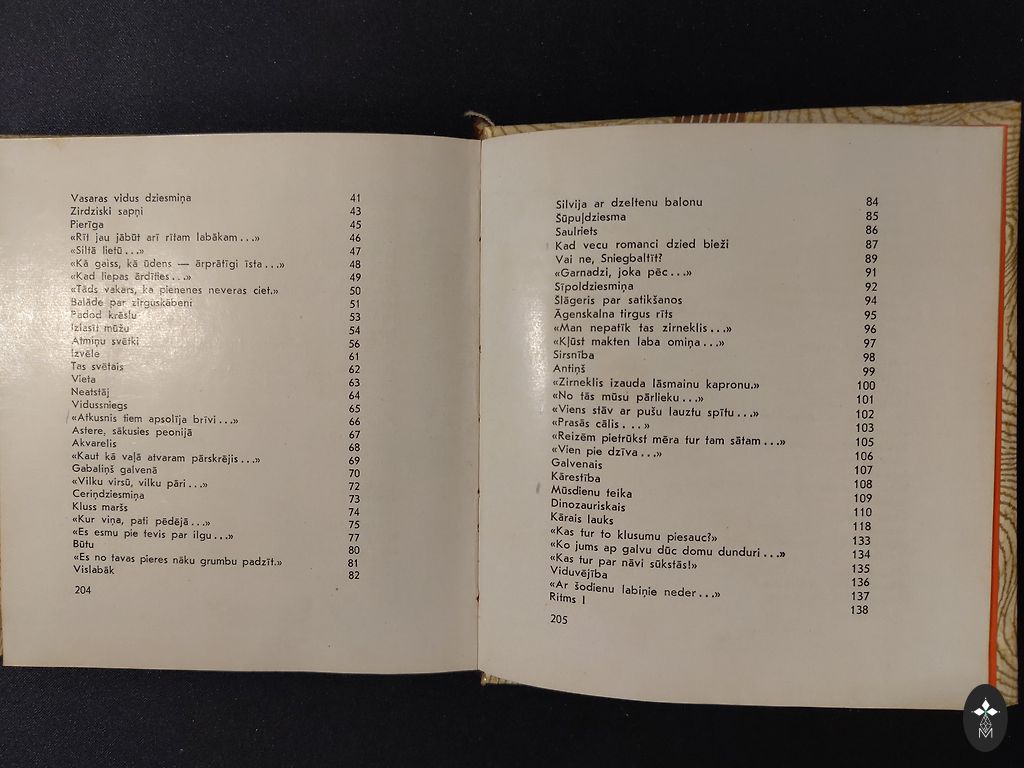 Vasaras vidus dziesmiņa 41
Zirdziski sapņi 43
Pierīga 45
«Rīt jau jābūt arī rītam labākam...» 46
«Siltā lietū...» 47
«Kā gaiss, kā ūdens — ārprātīgi īsta...» 48
«Kad liepas ārdīties...» 49
«Tāds vakars, ka pienenes neveras ciet.» 50
Balāde par zirguskābeni 51
Padod krēslu 53
Izlasīt mūžu 54
Atmiņu svētki 56
Izvēle 61
Tas svētais 62
Vieta 63
Neatstāj 64
Vidussniegs 65
«Atkusnis tiem apsolīja brīvi...» 66
Astere, sākusies peonijā 67
Akvarelis 68
«Kaut kā vaļā atvaram pārskrējis...» 69
Gabaliņš galvenā 70
«Vilku virsū, vilku pāri...» 72
Ceriņdziesmiņa 73
Kluss maršs 74
«Kur viņa, pati pēdējā...» 75
«Es esmu pie tevis par ilgu...» 77
Būtu 80
«Es no tavas pieres nāku grumbu padzīt.» 81
Vislabāk 82
204
Silvija ar dzeltenu balonu 84
Šūpuļdziesma 85
Saulriets 86
Kad vecu romanci dzied bieži 87
Vai ne, Sniegbaltīt? 89
«Garnadzi, joka pēc...» 91
Sīpoldziesmiņa 92
Šlāgeris par satikšanos 94
Āgenskalna tirgus rīts 95
«Man nepatīk tas zirneklis...» 96
«Kļūst makten laba omiņa...» 97
Sirsnība 98
Antiņš 99
«Zirneklis izauda lāsmainu kapronu.» 100
«No tās mūsu pārlieku...» 101
«Viens stāv ar pušu lauztu spītu...» 102
«Prasās cālis...» 103
«Reizēm pietrūkst mēra tur tam sātam...» 105
«Vien pie dzīva...» 106
Galvenais 107
Kārestība 108
Mūsdienu teika 109
Dinozauriskais 110
Kārais lauks 118
«Kas tur to klusumu piesauc?» 133
«Ko jums ap galvu dūc domu dunduri...» 134
«Kas tur par nāvi sūkstās!» 135
Viduvējība 136
«Ar šodienu labiņie neder...» 137
Ritms I 138
205
M